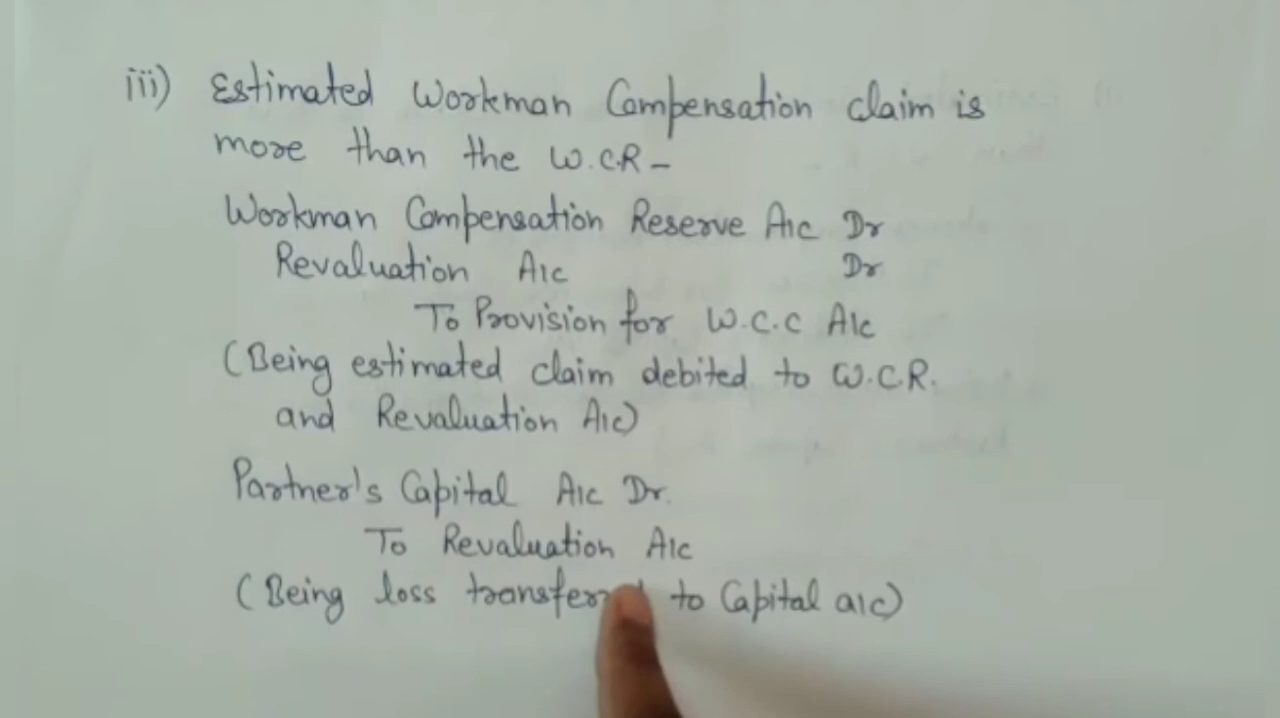 iii) Estimated Workman Compensation claim is
more than the W.C.R -
Workman Compensation Reserve A/c Dr
Revaluation A/c Dr
To Provision for W.C.C A/c
(Being estimated claim debited to W.C.R.
and Revaluation A/c)
Partner's Capital A/c Dr.
To Revaluation A/c
(Being loss to Capital a/c)